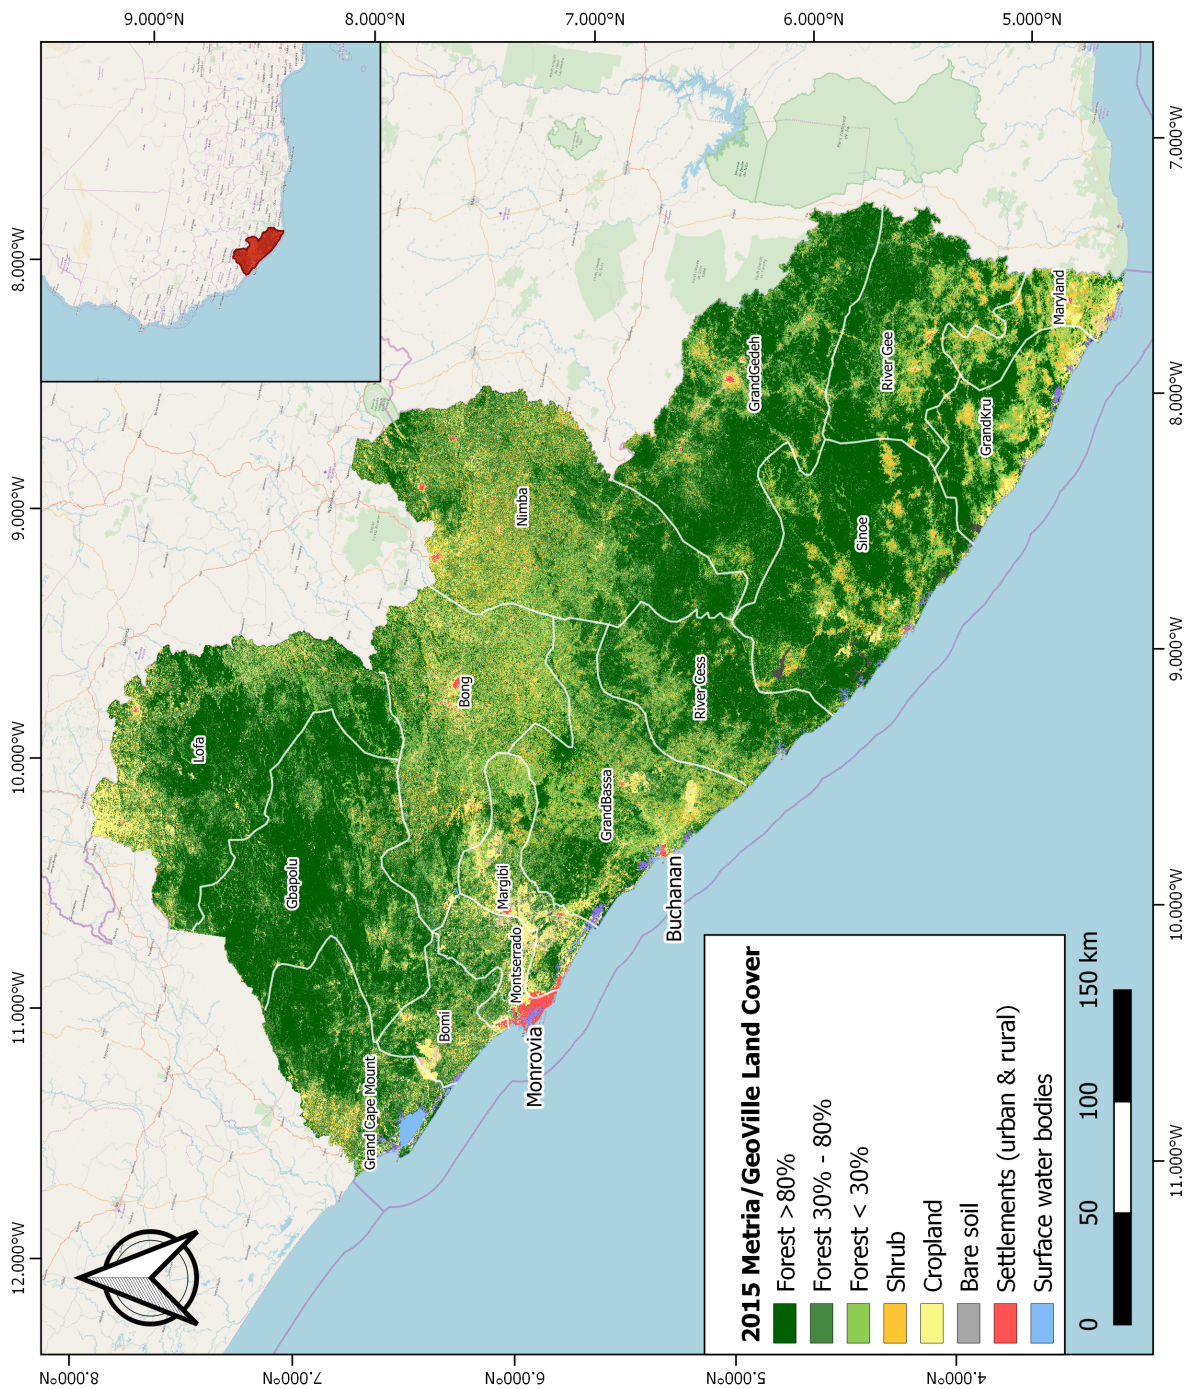 12.000°W
11.000°W
10.000°W
9.000°W
8.000°W
8.000°N
7.000°N
6.000°N
5.000°N
4.000°N
9.000°N
8.000°N
7.000°N
6.000°N
5.000°N
Lofa
Gbapolu
Grand Cape Mount
Bomi
Bong
Margibi
Montserrado
Monrovia
Nimba
GrandBassa
Buchanan
River Cess
GrandGedeh
Sinoe
River Gee
GrandKru
Maryland
2015 Metria/GeoVille Land Cover
Forest >80%
Forest 30% - 80%
Forest < 30%
Shrub
Cropland
Bare soil
Settlements (urban & rural)
Surface water bodies
0
50
100
150 km
11.000°W
10.000°W
9.000°W
8.000°W
7.000°W